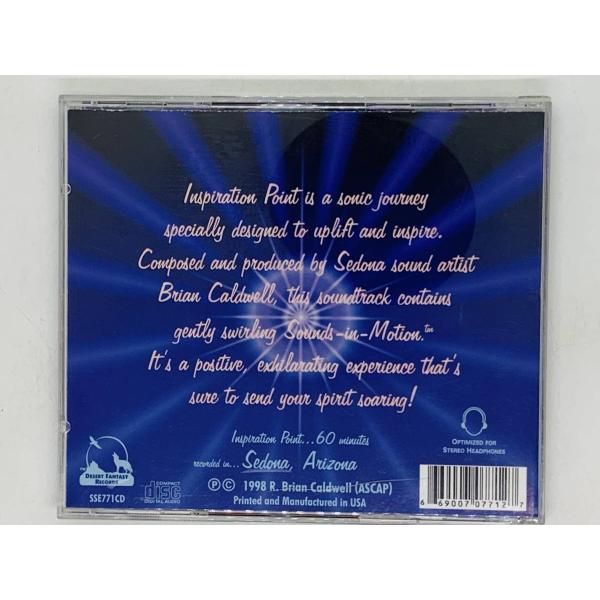 Inspiration Point is a sonic journey
specially designed to uplift and inspire.
Composed and produced by Sedona sound artist
Brian Caldwell, this soundtrack contains
gently swirling Sounds-in-Motion.™
It's a positive, exhilarating experience that's
sure to send your spirit soaring!
Inspiration Point...60 minutes
recorded in... Sedona, Arizona
Ⓟ © 1998 R. Brian Caldwell (ASCAP)
Printed and Manufactured in USA
DESERT FANTASY
RECORDS
SSE771CD
COMPACT
disc
DIGITAL AUDIO
OPTIMIZED FOR
STEREO HEADPHONES
6 69007 07712 7